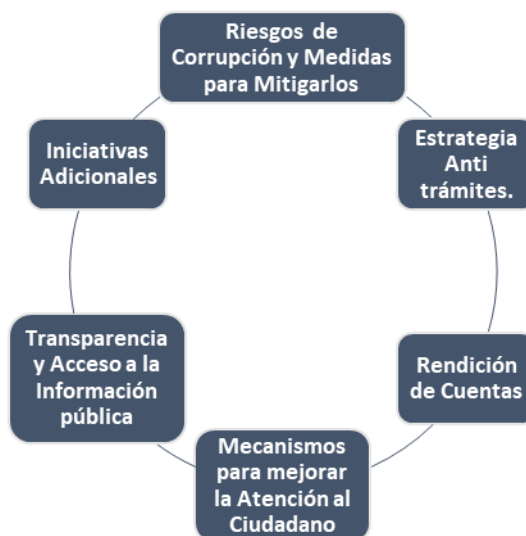 Riesgos de
Corrupción y Medidas
para Mitigarlos
Estrategia
Anti
trámites.
Rendición
de Cuentas
Mecanismos
para mejorar
la Atención al
Ciudadano
Transparencia
y Acceso a la
Información
pública
Iniciativas
Adicionales